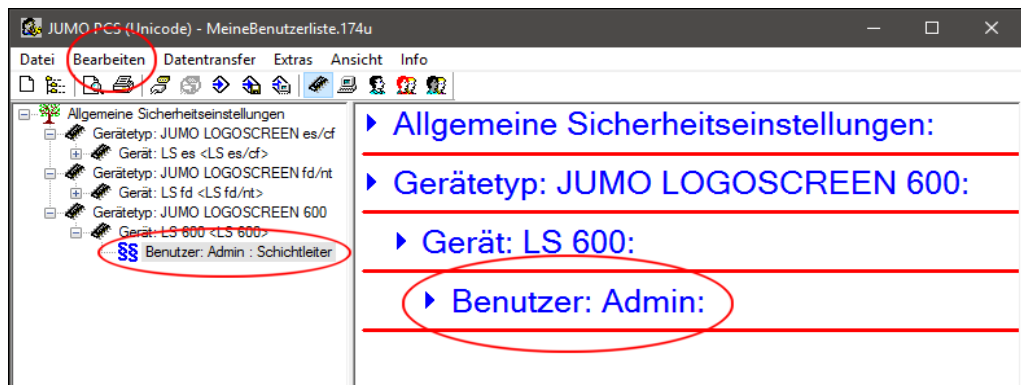 JUMO PCS (Unicode) - MeineBenutzerliste.174u
Datei Bearbeiten Datentransfer Extras Ansicht Info
Allgemeine Sicherheitseinstellungen
Gerätetyp: JUMO LOGOSCREEN es/cf
Gerät: LS es <LS es/cf>
Gerätetyp: JUMO LOGOSCREEN fd/nt
Gerät: LS fd <LS fd/nt>
Gerätetyp: JUMO LOGOSCREEN 600
Gerät: LS 600 <LS 600>
§§ Benutzer: Admin : Schichtleiter
Allgemeine Sicherheitseinstellungen:
Gerätetyp: JUMO LOGOSCREEN 600:
Gerät: LS 600:
Benutzer: Admin: